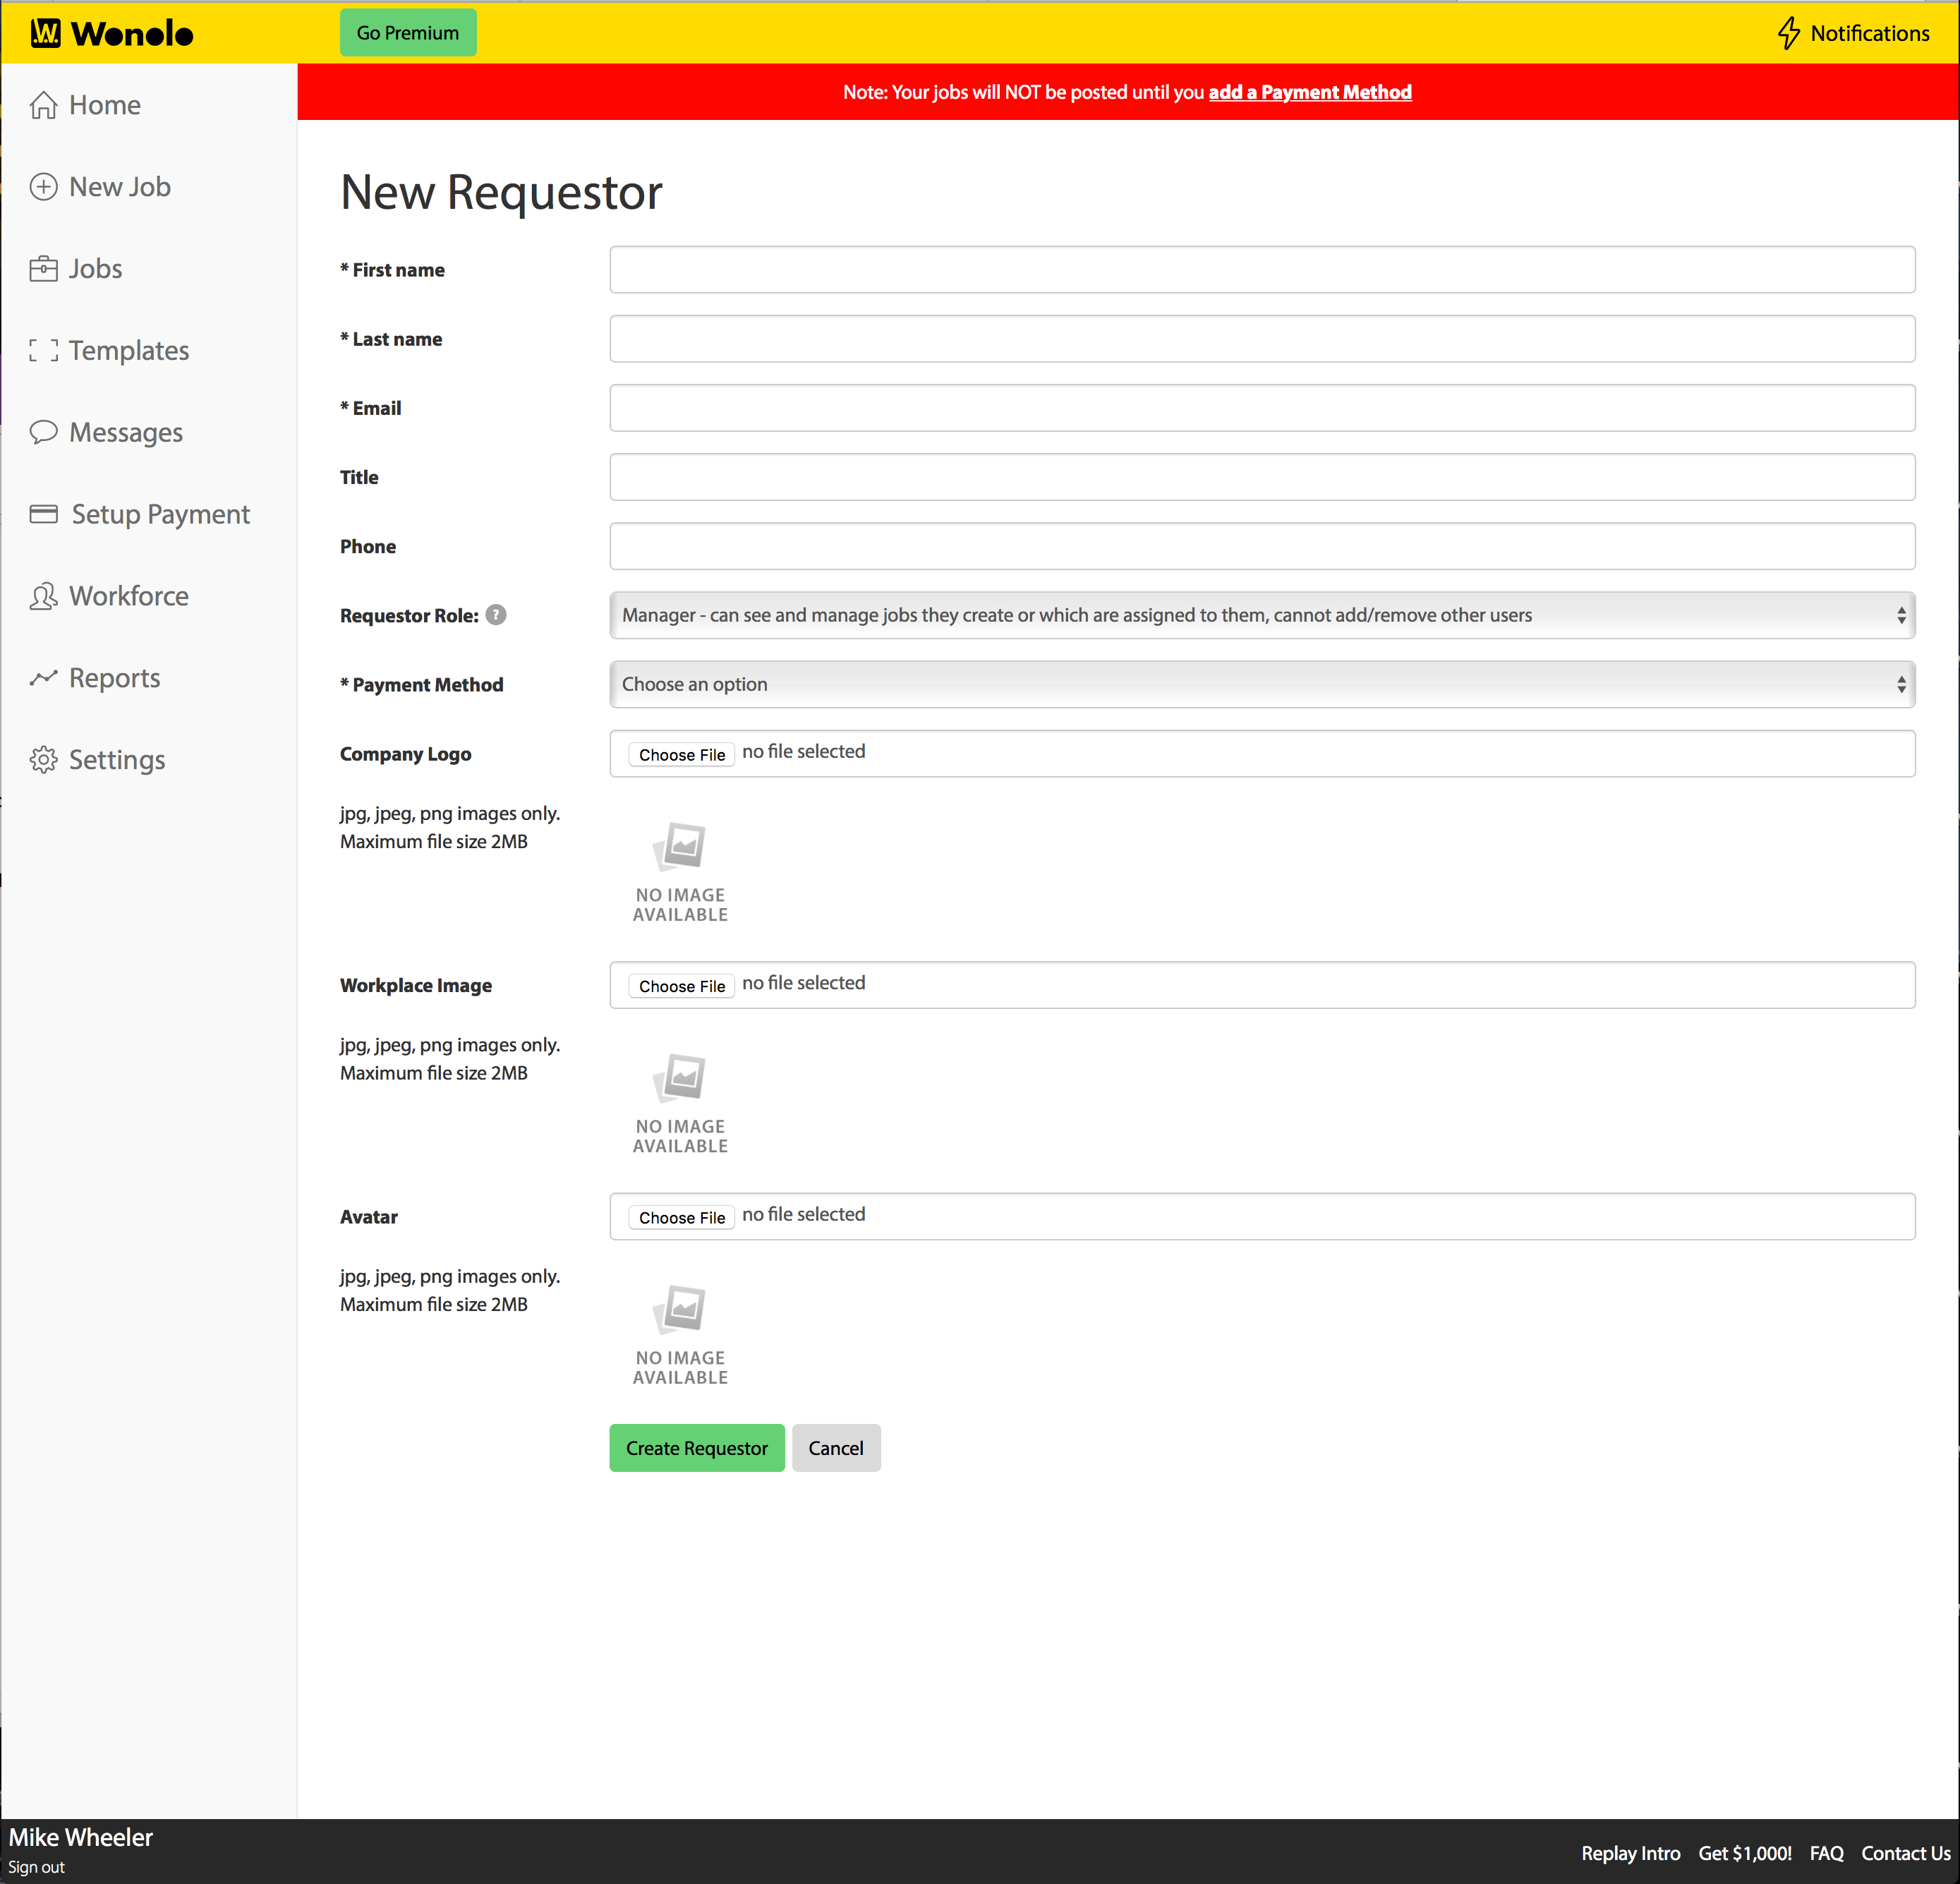 W. Wonolo
Go Premium
Notifications
Home
New Job
Jobs
Templates
Messages
Setup Payment
Workforce
Reports
Settings
Note: Your jobs will NOT be posted until you add a Payment Method
New Requestor
* First name
* Last name
* Email
Title
Phone
Requestor Role: ?
Manager - can see and manage jobs they create or which are assigned to them, cannot add/remove other users
* Payment Method
Choose an option
Company Logo
Choose File no file selected
jpg, jpeg, png images only.
Maximum file size 2MB
NO IMAGE
AVAILABLE
Workplace Image
Choose File no file selected
jpg, jpeg, png images only.
Maximum file size 2MB
NO IMAGE
AVAILABLE
Avatar
Choose File no file selected
jpg, jpeg, png images only.
Maximum file size 2MB
NO IMAGE
AVAILABLE
Create Requestor
Cancel
Mike Wheeler
Sign out
Replay Intro Get $1,000! FAQ Contact Us